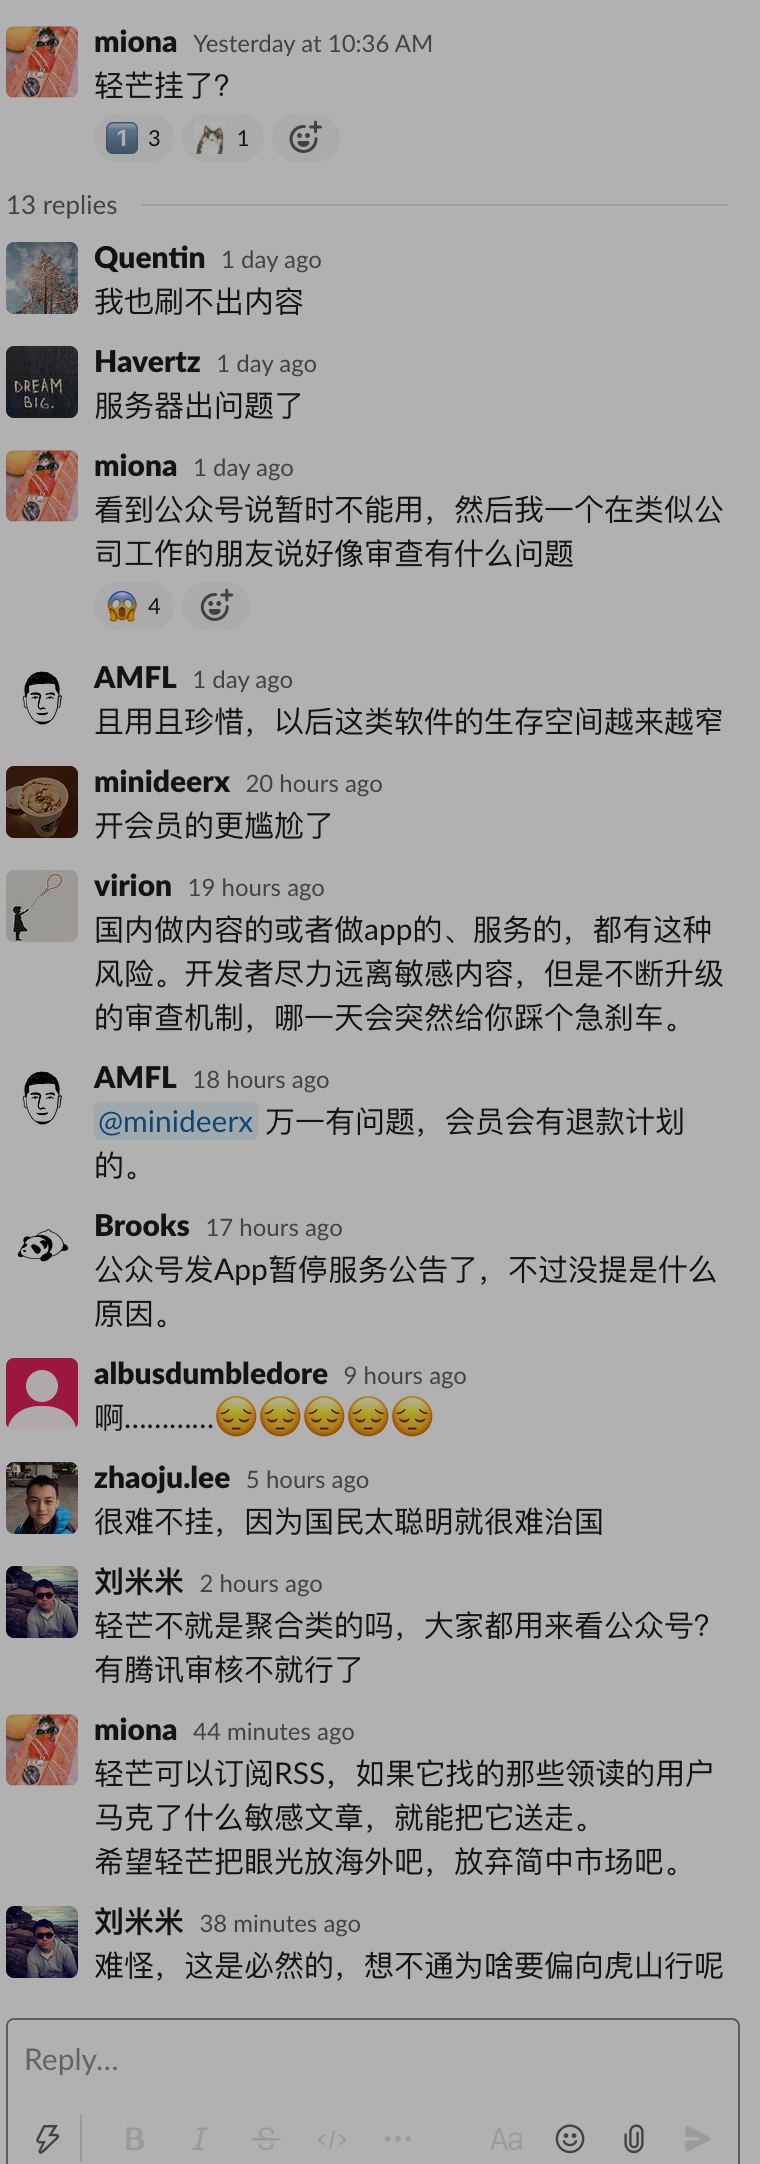 miona Yesterday at 10:36 AM
轻芒挂了?
1 3 1
13 replies
Quentin 1 day ago
我也刷不出内容
DREAM
BIG.
Havertz 1 day ago
服务器出问题了
miona 1 day ago
看到公众号说暂时不能用，然后我一个在类似公
司工作的朋友说好像审查有什么问题
4
AMFL 1 day ago
且用且珍惜，以后这类软件的生存空间越来越窄
minideerx 20 hours ago
开会员的更尴尬了
virion 19 hours ago
国内做内容的或者做app的、服务的，都有这种
风险。开发者尽力远离敏感内容，但是不断升级
的审查机制，哪一天会突然给你踩个急刹车。
AMFL 18 hours ago
@minideerx 万一有问题，会员会有退款计划
的。
Brooks 17 hours ago
公众号发App暂停服务公告了，不过没提是什么
原因。
albusdumbledore 9 hours ago
啊…………😔😔😔😔😔
zhaoju.lee 5 hours ago
很难不挂，因为国民太聪明就很难治国
刘米米 2 hours ago
轻芒不就是聚合类的吗，大家都用来看公众号?
有腾讯审核不就行了
miona 44 minutes ago
轻芒可以订阅RSS，如果它找的那些领读的用户
马克了什么敏感文章，就能把它送走。
希望轻芒把眼光放海外吧，放弃简中市场吧。
刘米米 38 minutes ago
难怪，这是必然的，想不通为啥要偏向虎山行呢
Reply...
B I S </> ••• Aa